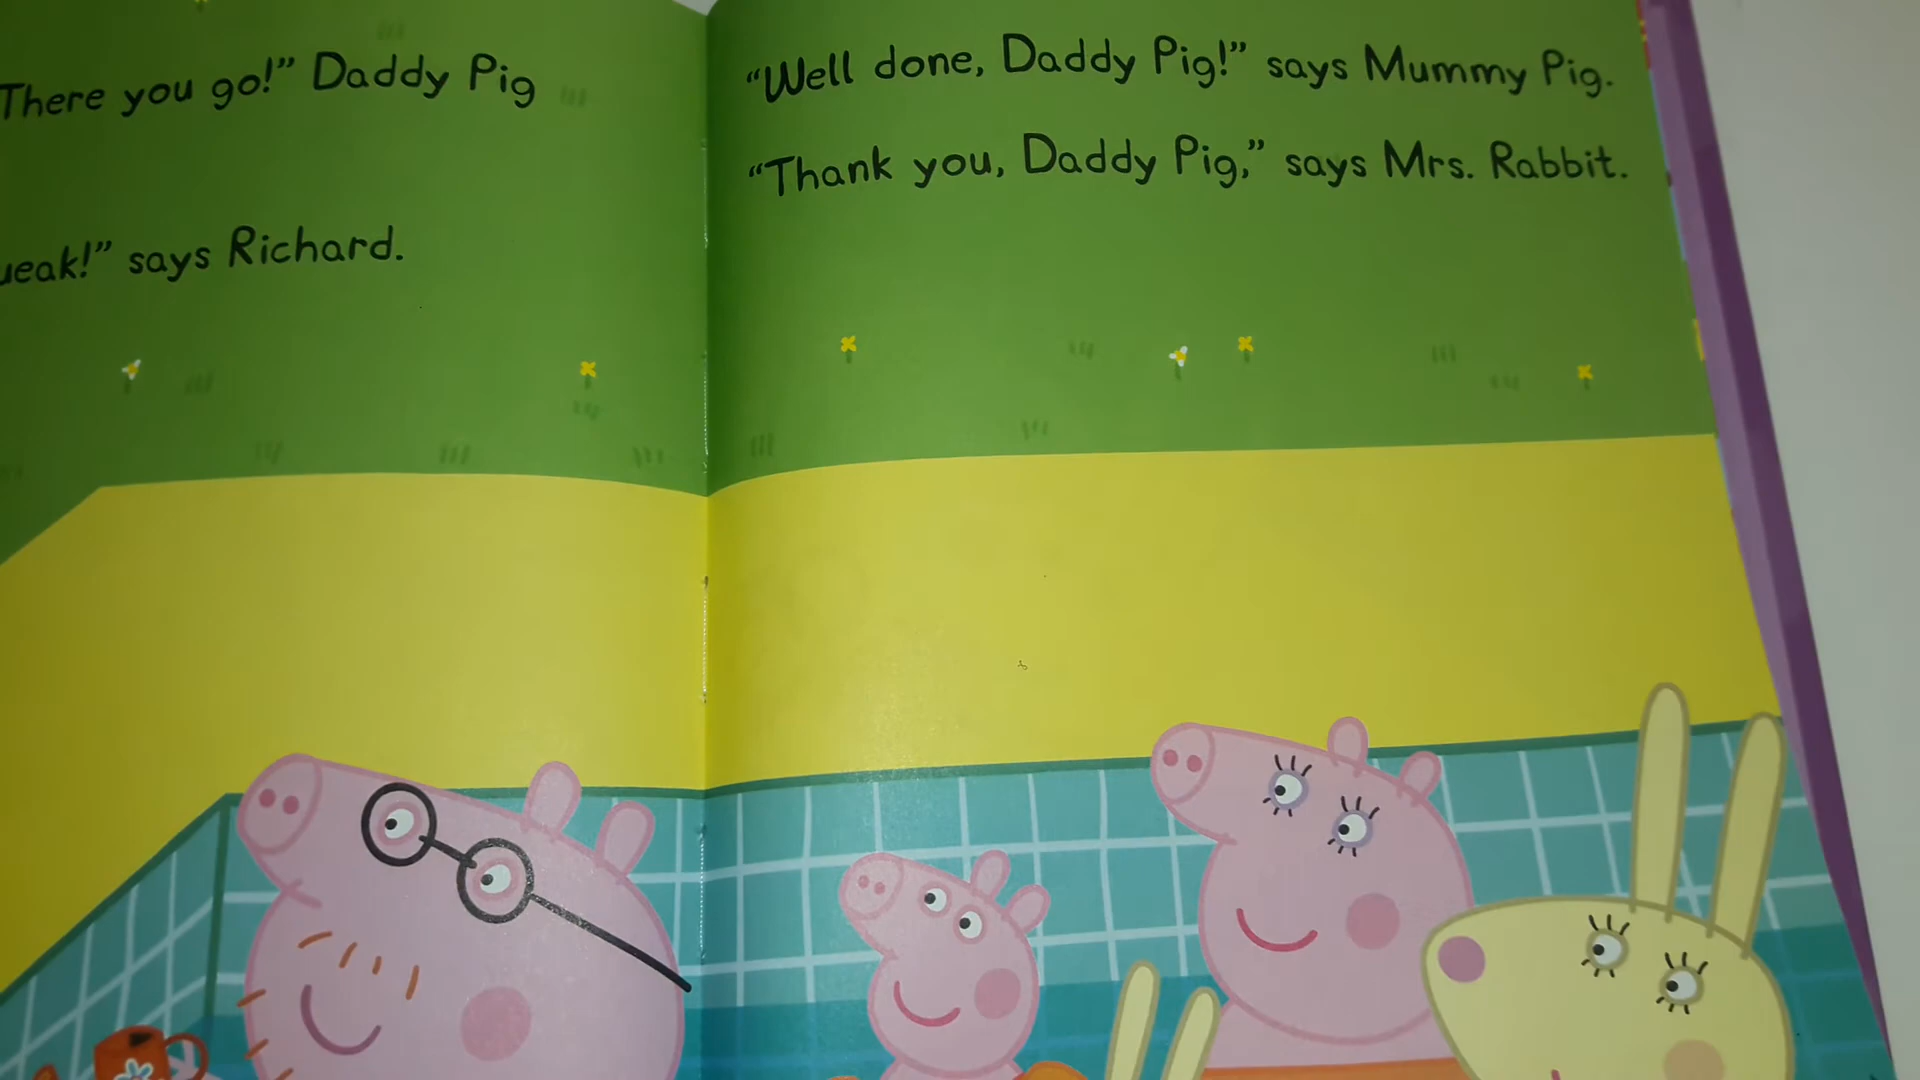 There you go!” Daddy Pig
says Richard.
“Well done, Daddy Pig!” says Mummy Pig.
“Thank you, Daddy Pig,” says Mrs. Rabbit.